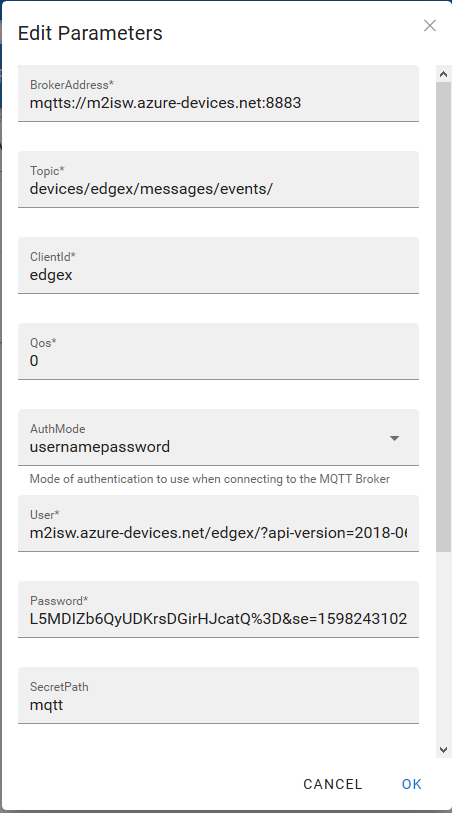 Edit Parameters
BrokerAddress*
mqtts://m2isw.azure-devices.net:8883
Topic*
devices/edgex/messages/events/
ClientId*
edgex
Qos*
0
AuthMode
usernamepassword
Mode of authentication to use when connecting to the MQTT Broker
User*
m2isw.azure-devices.net/edgex/?api-version=2018-06
Password*
L5MDIZb6QyUDKrsDGirHJcatQ%3D&se=1598243102
SecretPath
mqtt
CANCEL
OK